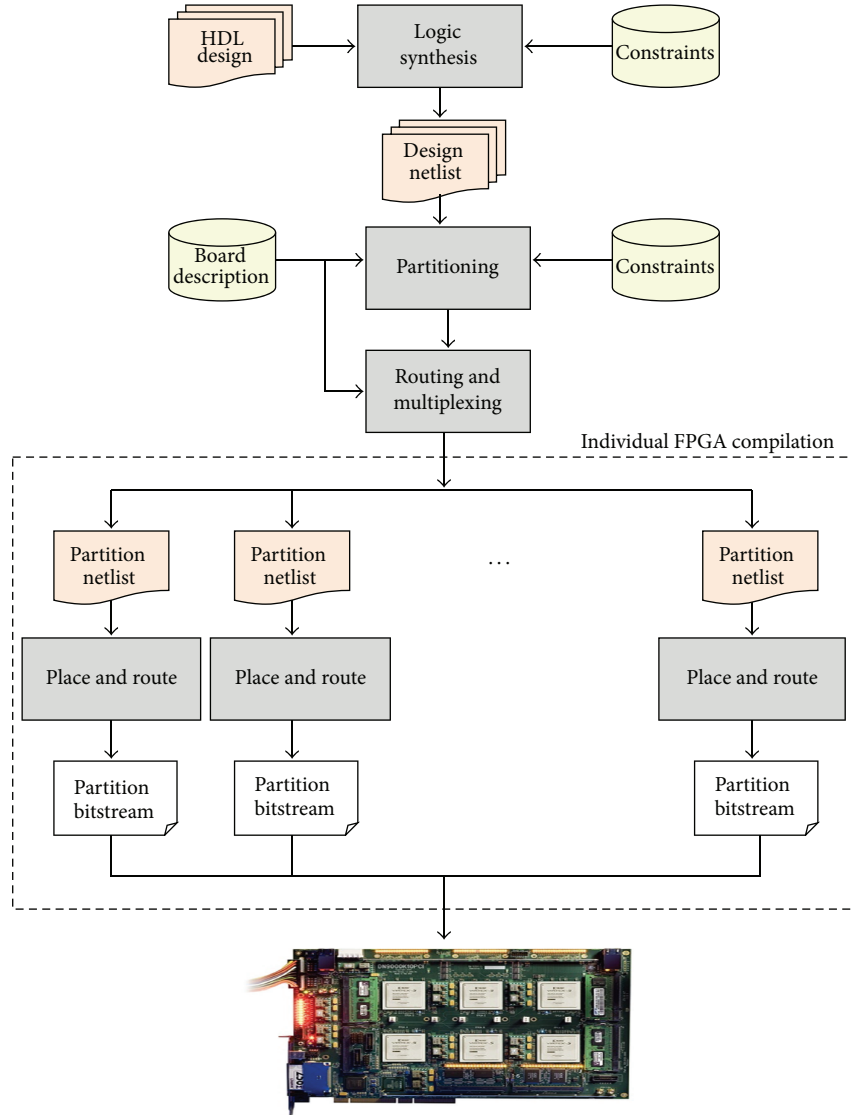 HDL
design
Logic
synthesis
Constraints
Design
netlist
Board
description
Partitioning
Constraints
Routing and
multiplexing
Individual FPGA compilation
Partition
netlist
Partition
netlist
...
Partition
netlist
Place and route
Place and route
Place and route
Partition
bitstream
Partition
bitstream
Partition
bitstream